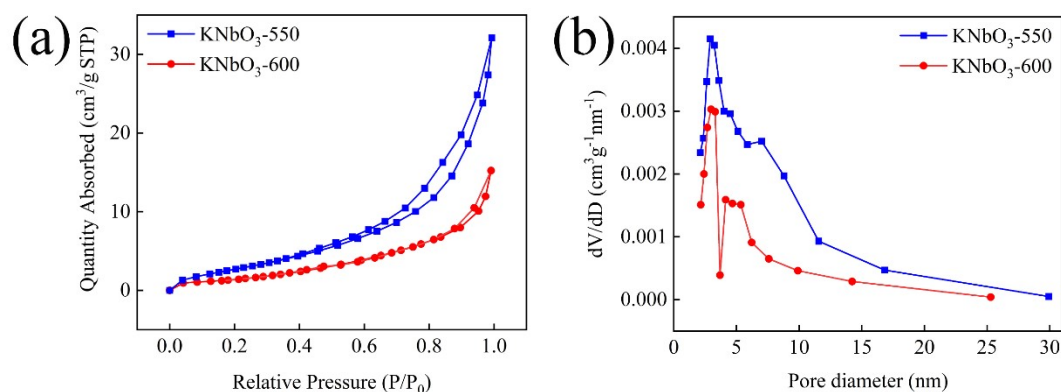 (a)
KNbO₃-550
KNbO₃-600
Quantity Absorbed (cm³/g STP)
30
20
10
0
0.0 0.2 0.4 0.6 0.8 1.0
Relative Pressure (P/P₀)
(b)
KNbO₃-550
KNbO₃-600
dV/dD (cm³g⁻¹nm⁻¹)
0.004
0.003
0.002
0.001
0.000
0 5 10 15 20 25 30
Pore diameter (nm)